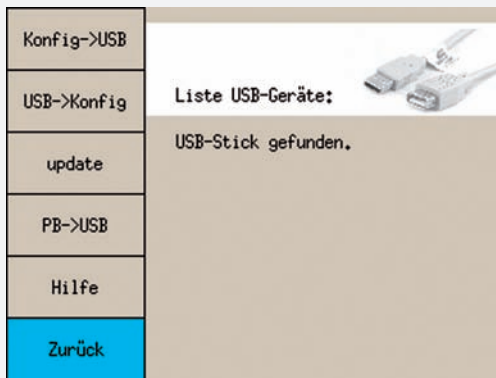 Konfig->USB
USB->Konfig
update
PB->USB
Hilfe
Zurück
Liste USB-Geräte:
USB-Stick gefunden.